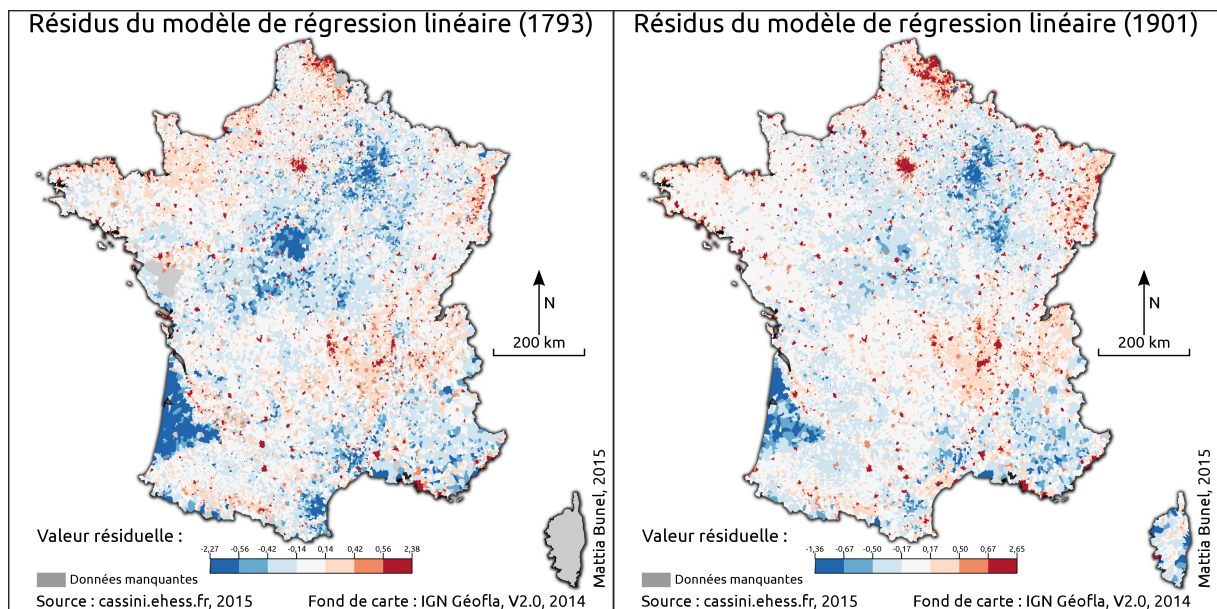 Résidus du modèle de régression linéaire (1793)
N
200 km
Valeur résiduelle :
-2,27 -0,56 -0,42 -0,14 0,14 0,42 0,56 2,38
Données manquantes
Source : cassini.ehess.fr, 2015 Fond de carte : IGN Géofla, V2.0, 2014
Mattia Bunel, 2015
Résidus du modèle de régression linéaire (1901)
N
200 km
Valeur résiduelle :
-1,36 -0,67 -0,50 -0,17 0,17 0,50 0,67 2,65
Données manquantes
Source : cassini.ehess.fr, 2015 Fond de carte : IGN Géofla, V2.0, 2014
Mattia Bunel, 2015